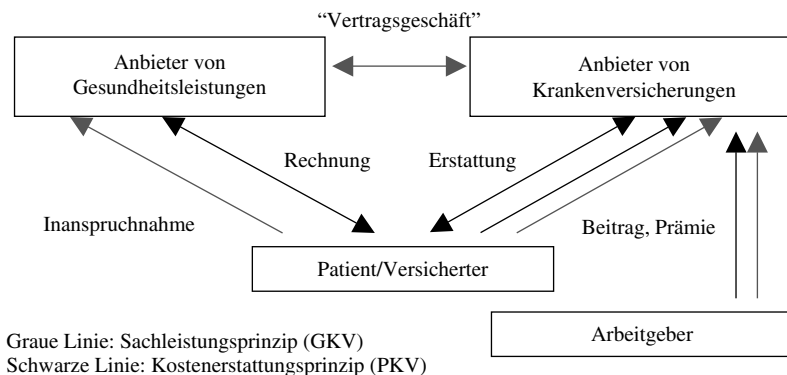 “Vertragsgeschäft”
Anbieter von
Gesundheitsleistungen
Anbieter von
Krankenversicherungen
Rechnung
Erstattung
Inanspruchnahme
Beitrag, Prämie
Patient/Versicherter
Arbeitgeber
Graue Linie: Sachleistungsprinzip (GKV)
Schwarze Linie: Kostenerstattungsprinzip (PKV)